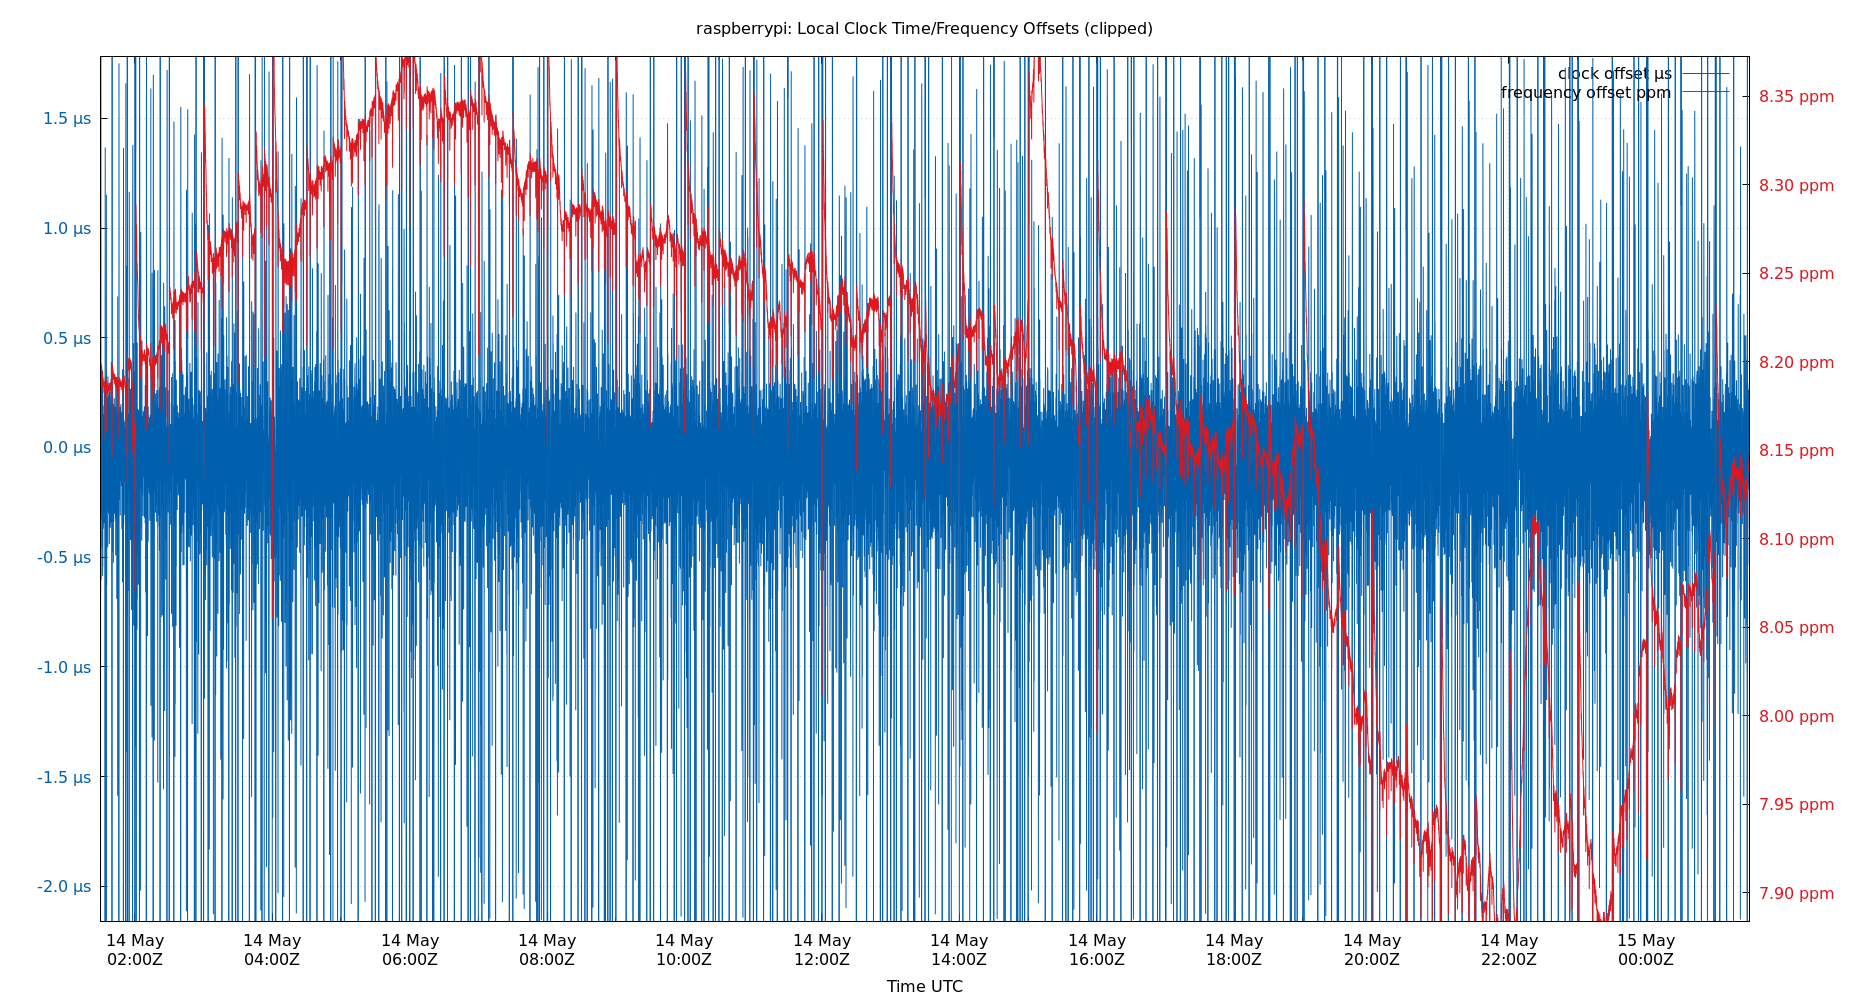 raspberrypi: Local Clock Time/Frequency Offsets (clipped)
clock offset µs
frequency offset ppm
1.5 µs
1.0 µs
0.5 µs
0.0 µs
-0.5 µs
-1.0 µs
-1.5 µs
-2.0 µs
8.35 ppm
8.30 ppm
8.25 ppm
8.20 ppm
8.15 ppm
8.10 ppm
8.05 ppm
8.00 ppm
7.95 ppm
7.90 ppm
14 May 14 May 14 May 14 May 14 May 14 May 14 May 14 May 14 May 14 May 14 May 15 May
02:00Z 04:00Z 06:00Z 08:00Z 10:00Z 12:00Z 14:00Z 16:00Z 18:00Z 20:00Z 22:00Z 00:00Z
Time UTC